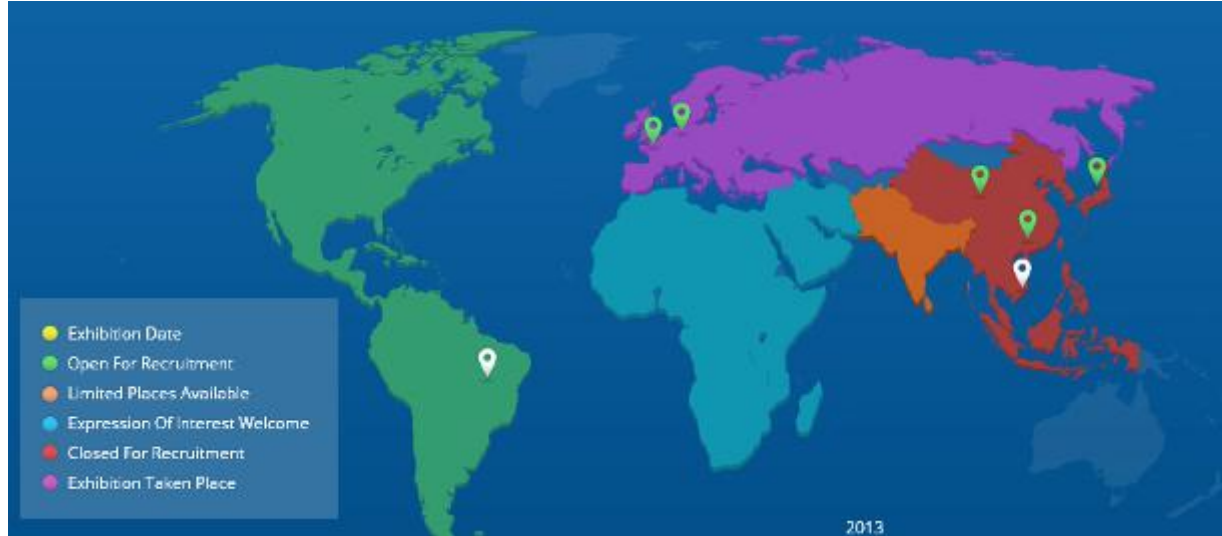 Exhibition Date
Open For Recruitment
Limited Places Available
Expression Of Interest Welcome
Closed For Recruitment
Exhibition Taken Place
2013